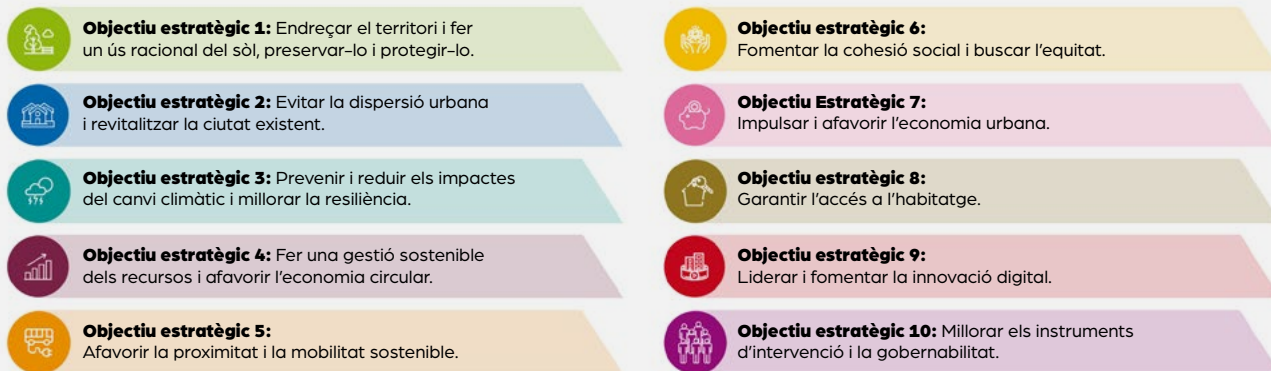 Objectiu estratègic 1: Endreçar el territori i fer
un ús racional del sòl, preservar-lo i protegir-lo.
Objectiu estratègic 2: Evitar la dispersió urbana
i revitalitzar la ciutat existent.
Objectiu estratègic 3: Prevenir i reduir els impactes
del canvi climàtic i millorar la resiliència.
Objectiu estratègic 4: Fer una gestió sostenible
dels recursos i afavorir l'economia circular.
Objectiu estratègic 5:
Afavorir la proximitat i la mobilitat sostenible.
Objectiu estratègic 6:
Fomentar la cohesió social i buscar l'equitat.
Objectiu Estratègic 7:
Impulsar i afavorir l'economia urbana.
Objectiu estratègic 8:
Garantir l'accés a l'habitatge.
Objectiu estratègic 9:
Liderar i fomentar la innovació digital.
Objectiu estratègic 10: Millorar els instruments
d'intervenció i la gobernabilitat.